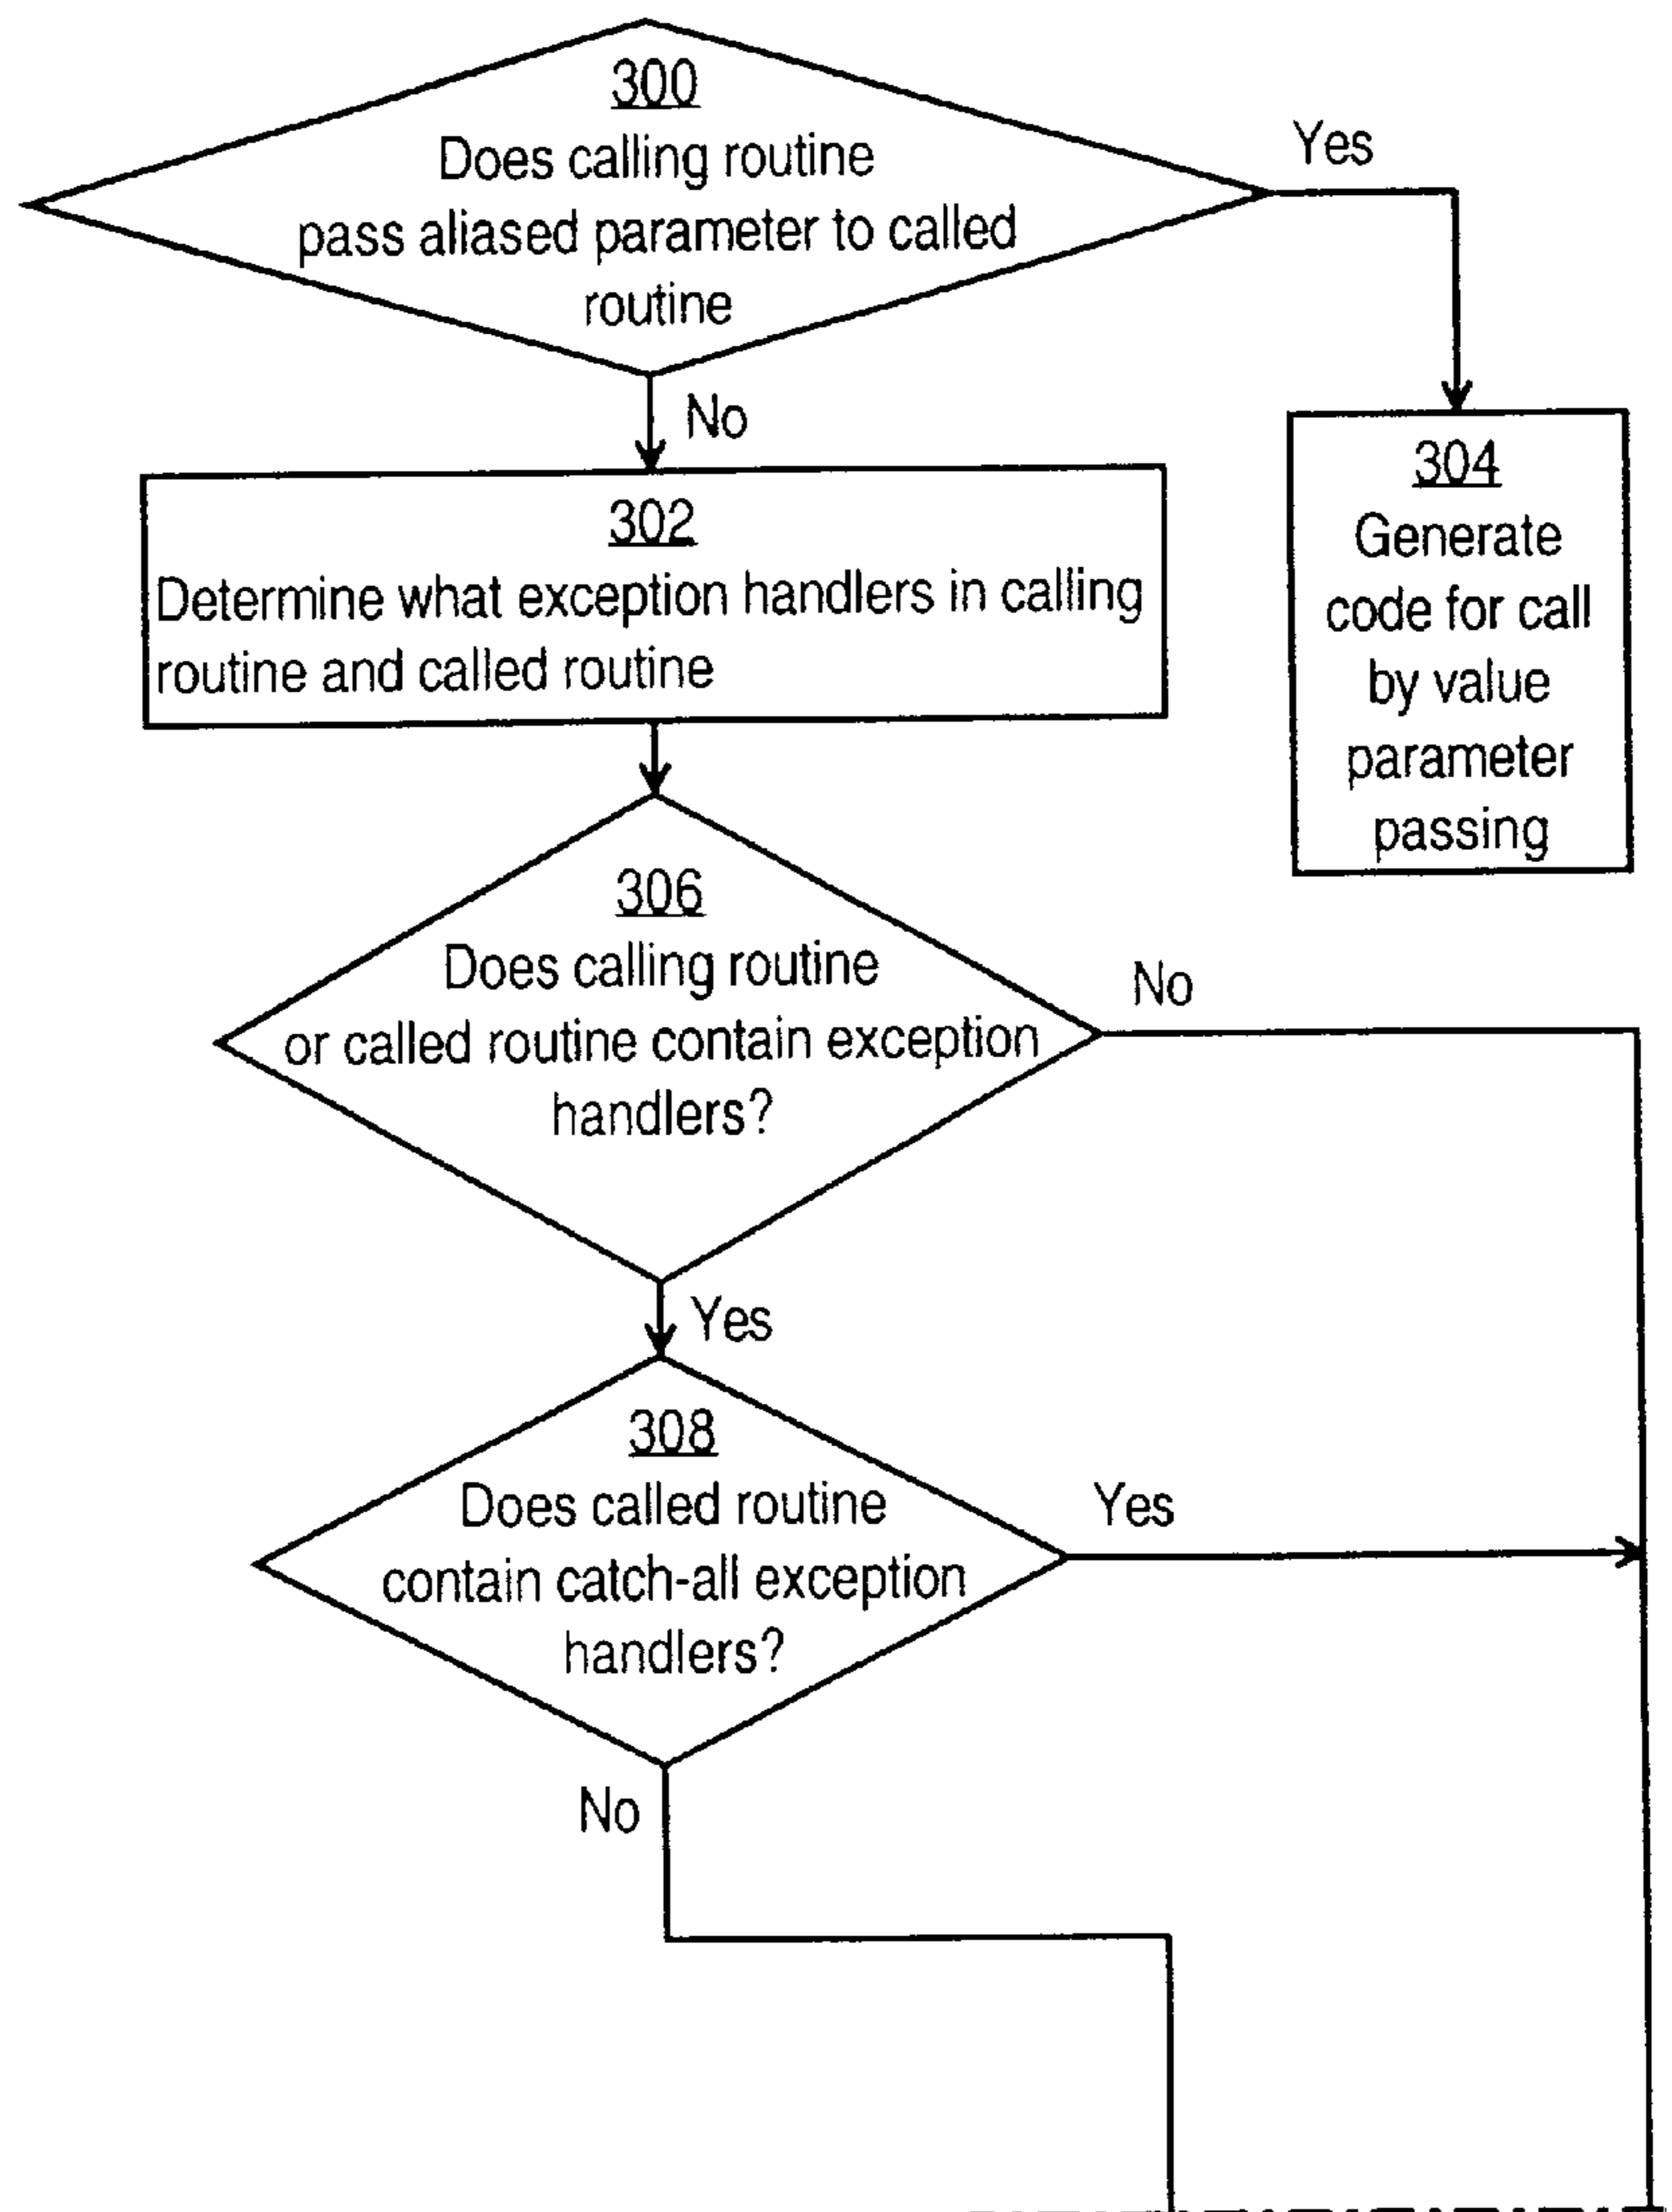 300
Does calling routine
pass aliased parameter to called
routine
Yes
No
302
Determine what exception handlers in calling
routine and called routine
304
Generate
code for call
by value
parameter
passing
306
Does calling routine
or called routine contain exception
handlers?
No
Yes
308
Does called routine
contain catch-all exception
handlers?
Yes
No